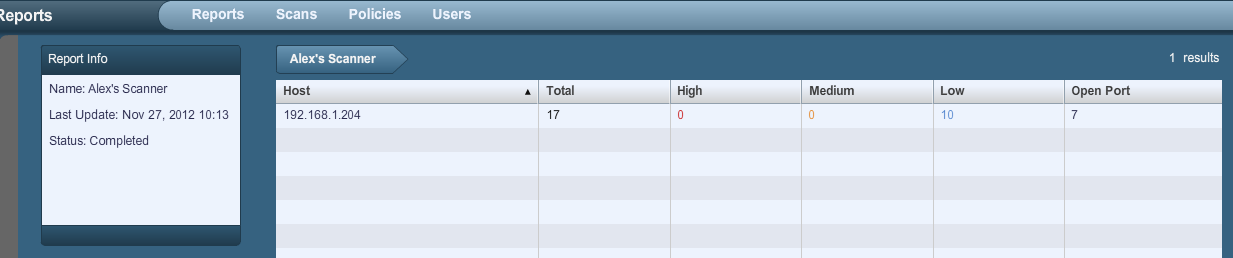 Reports
Reports Scans Policies Users
Report Info
Name: Alex's Scanner
Last Update: Nov 27, 2012 10:13
Status: Completed
Alex's Scanner
1 results
Host ▲ Total High Medium Low Open Port
192.168.1.204 17 0 0 10 7